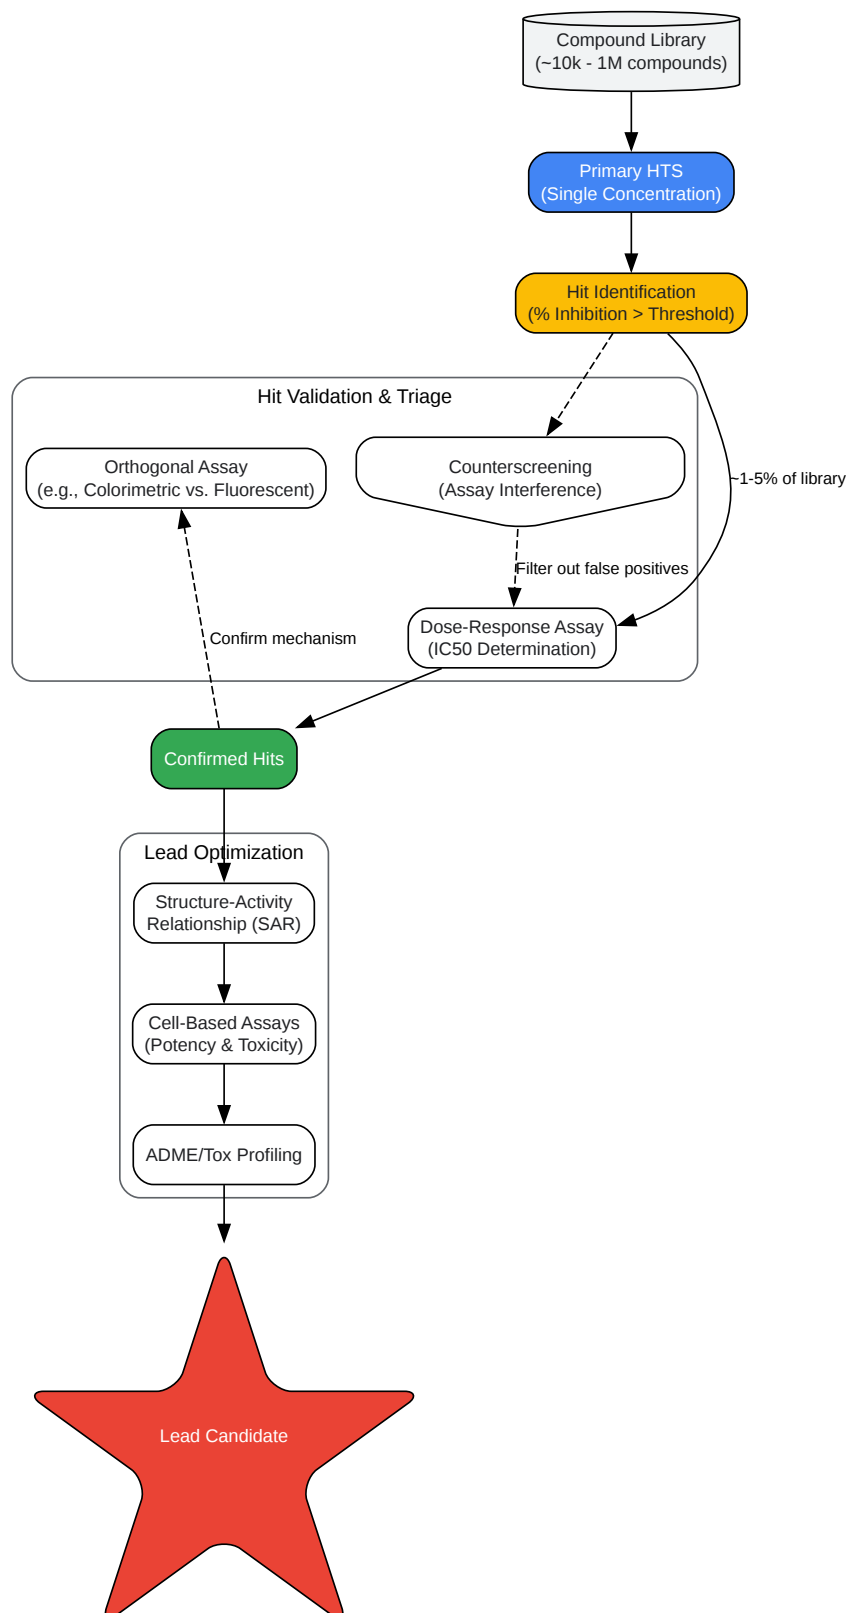 Compound Library
(~10k - 1M compounds)
Primary HTS
(Single Concentration)
Hit Identification
(% Inhibition > Threshold)
Hit Validation & Triage
Orthogonal Assay
(e.g., Colorimetric vs. Fluorescent)
Counterscreening
(Assay Interference)
~1-5% of library
Filter out false positives
Dose-Response Assay
(IC50 Determination)
Confirm mechanism
Confirmed Hits
Lead Optimization
Structure-Activity
Relationship (SAR)
Cell-Based Assays
(Potency & Toxicity)
ADME/Tox Profiling
Lead Candidate